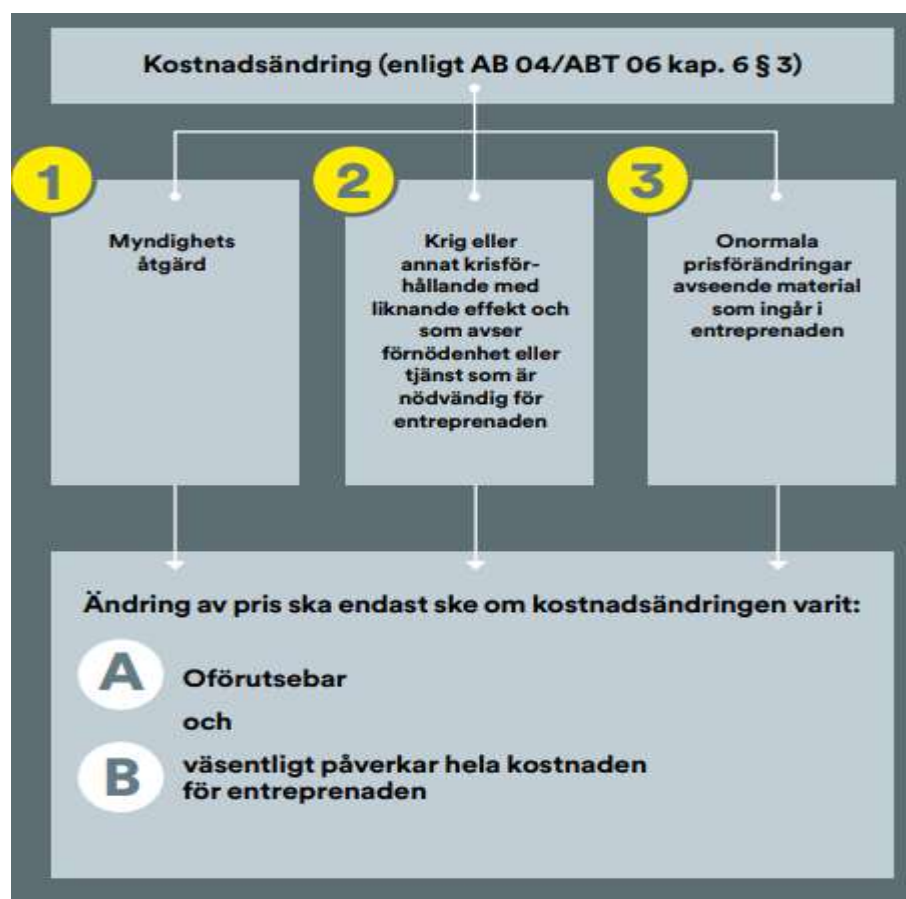 Kostnadsändring (enligt AB 04/ABT 06 kap. 6 § 3)
1
Myndighets
åtgärd
2
Krig eller
annat krisför-
hållande med
liknande effekt och
som avser
förnödenhet eller
tjänst som är
nödvändig för
entreprenaden
3
Onormala
prisförändringar
avseende material
som ingår i
entreprenaden
Ändring av pris ska endast ske om kostnadsändringen varit:
A
Oförutsebar
och
B
väsentligt påverkar hela kostnaden
för entreprenaden